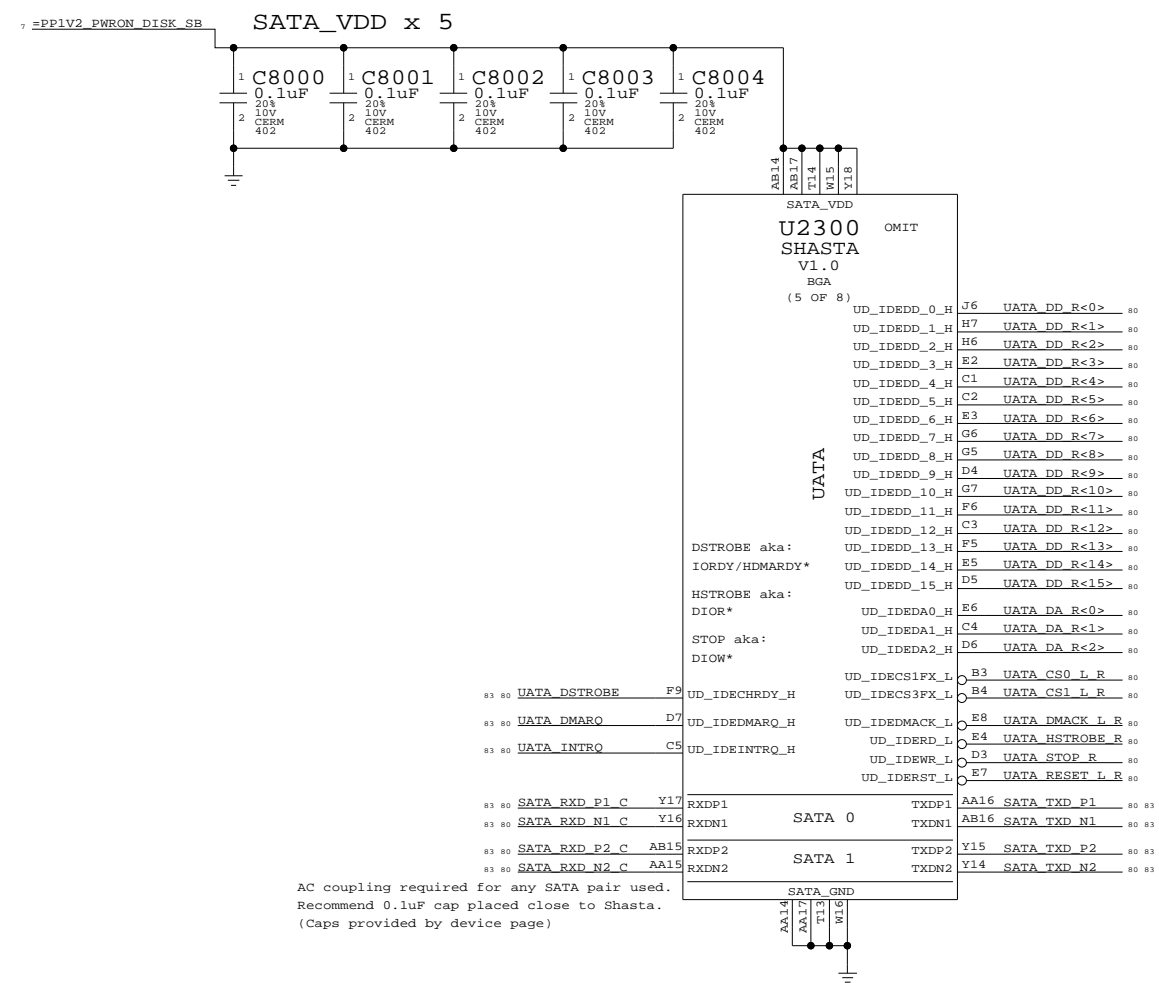 7 =PP1V2_PWRON_DISK_SB
SATA_VDD x 5
1 C8000 1 C8001 1 C8002 1 C8003 1 C8004
0.1uF 0.1uF 0.1uF 0.1uF 0.1uF
20% 20% 20% 20% 20%
10V 10V 10V 10V 10V
2 CERM 2 CERM 2 CERM 2 CERM 2 CERM
402 402 402 402 402
AB14 AB17 T14 W15 Y18
SATA_VDD
U2300 OMIT
SHASTA
V1.0
BGA
(5 OF 8)
UD_IDEDD_0_H J6 UATA_DD_R<0> 80
UD_IDEDD_1_H H7 UATA_DD_R<1> 80
UD_IDEDD_2_H H6 UATA_DD_R<2> 80
UD_IDEDD_3_H E2 UATA_DD_R<3> 80
UD_IDEDD_4_H C1 UATA_DD_R<4> 80
UD_IDEDD_5_H C2 UATA_DD_R<5> 80
UD_IDEDD_6_H E3 UATA_DD_R<6> 80
UD_IDEDD_7_H G6 UATA_DD_R<7> 80
UD_IDEDD_8_H G5 UATA_DD_R<8> 80
UATA
UD_IDEDD_9_H D4 UATA_DD_R<9> 80
UD_IDEDD_10_H G7 UATA_DD_R<10> 80
UD_IDEDD_11_H F6 UATA_DD_R<11> 80
UD_IDEDD_12_H C3 UATA_DD_R<12> 80
DSTROBE aka: UD_IDEDD_13_H F5 UATA_DD_R<13> 80
IORDY/HDMARDY* UD_IDEDD_14_H E5 UATA_DD_R<14> 80
UD_IDEDD_15_H D5 UATA_DD_R<15> 80
HSTROBE aka:
DIOR* UD_IDEDA0_H E6 UATA_DA_R<0> 80
UD_IDEDA1_H C4 UATA_DA_R<1> 80
STOP aka:
UD_IDEDA2_H D6 UATA_DA_R<2> 80
DIOW*
UD_IDECS1FX_L B3 UATA_CS0_L_R 80
83 80 UATA_DSTROBE F9 UD_IDECHRDY_H UD_IDECS3FX_L B4 UATA_CS1_L_R 80
83 80 UATA_DMARQ D7 UD_IDEDMARQ_H UD_IDEDMACK_L E8 UATA_DMACK_L_R 80
83 80 UATA_INTRQ C5 UD_IDEINTRQ_H UD_IDERD_L E4 UATA_HSTROBE_R 80
UD_IDEWR_L D3 UATA_STOP_R 80
UD_IDERST_L E7 UATA_RESET_L_R 80
83 80 SATA_RXD_P1_C Y17 RXDP1 TXDP1 AA16 SATA_TXD_P1 80 83
SATA 0
83 80 SATA_RXD_N1_C Y16 RXDN1 TXDN1 AB16 SATA_TXD_N1 80 83
83 80 SATA_RXD_P2_C AB15 RXDP2 TXDP2 Y15 SATA_TXD_P2 80 83
SATA 1
83 80 SATA_RXD_N2_C AA15 RXDN2 TXDN2 Y14 SATA_TXD_N2 80 83
AC coupling required for any SATA pair used.
Recommend 0.1uF cap placed close to Shasta.
(Caps provided by device page)
SATA_GND
AA14 AA17 T13 W16